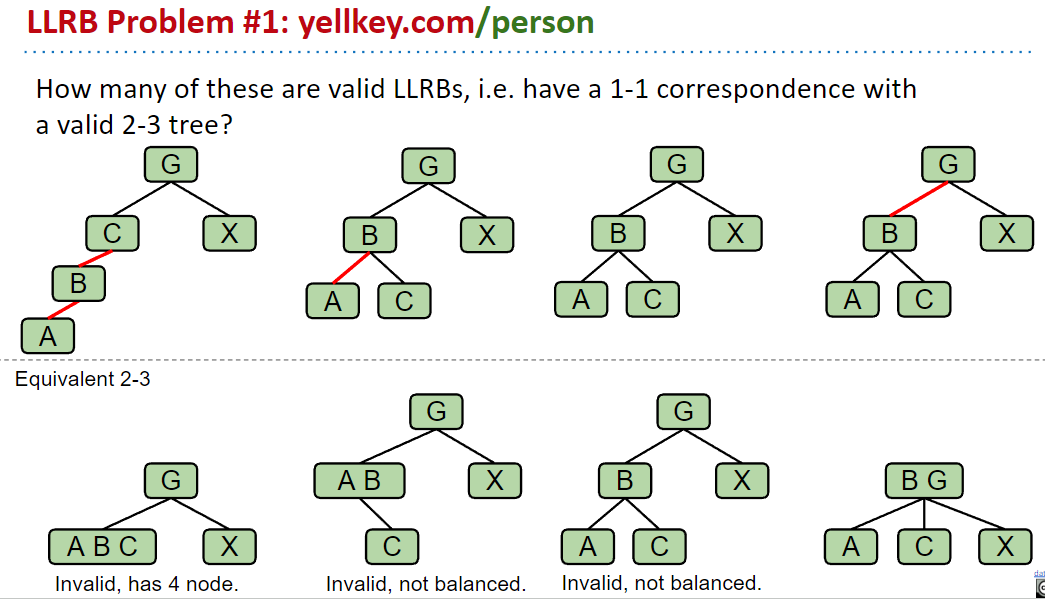 LLRB Problem #1: yellkey.com/person
How many of these are valid LLRBs, i.e. have a 1-1 correspondence with
a valid 2-3 tree?
G G G G
C X B X B X B X
B A C A C A C
A
Equivalent 2-3
G G
G A B X B X B G
A B C X C A C A C X
Invalid, has 4 node. Invalid, not balanced. Invalid, not balanced.